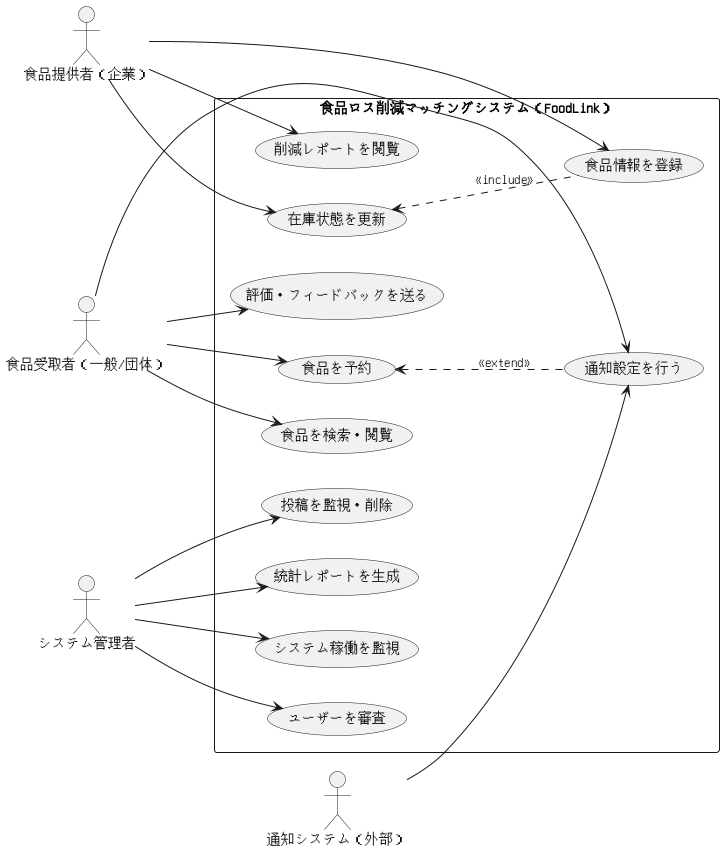 食品提供者（企業）
食品ロス削減マッチングシステム（FoodLink）
削減レポートを閲覧
食品情報を登録
«include»
在庫状態を更新
評価・フィードバックを送る
食品受取者（一般/団体）
食品を予約
«extend»
通知設定を行う
食品を検索・閲覧
投稿を監視・削除
統計レポートを生成
システム管理者
システム稼働を監視
ユーザーを審査
通知システム（外部）